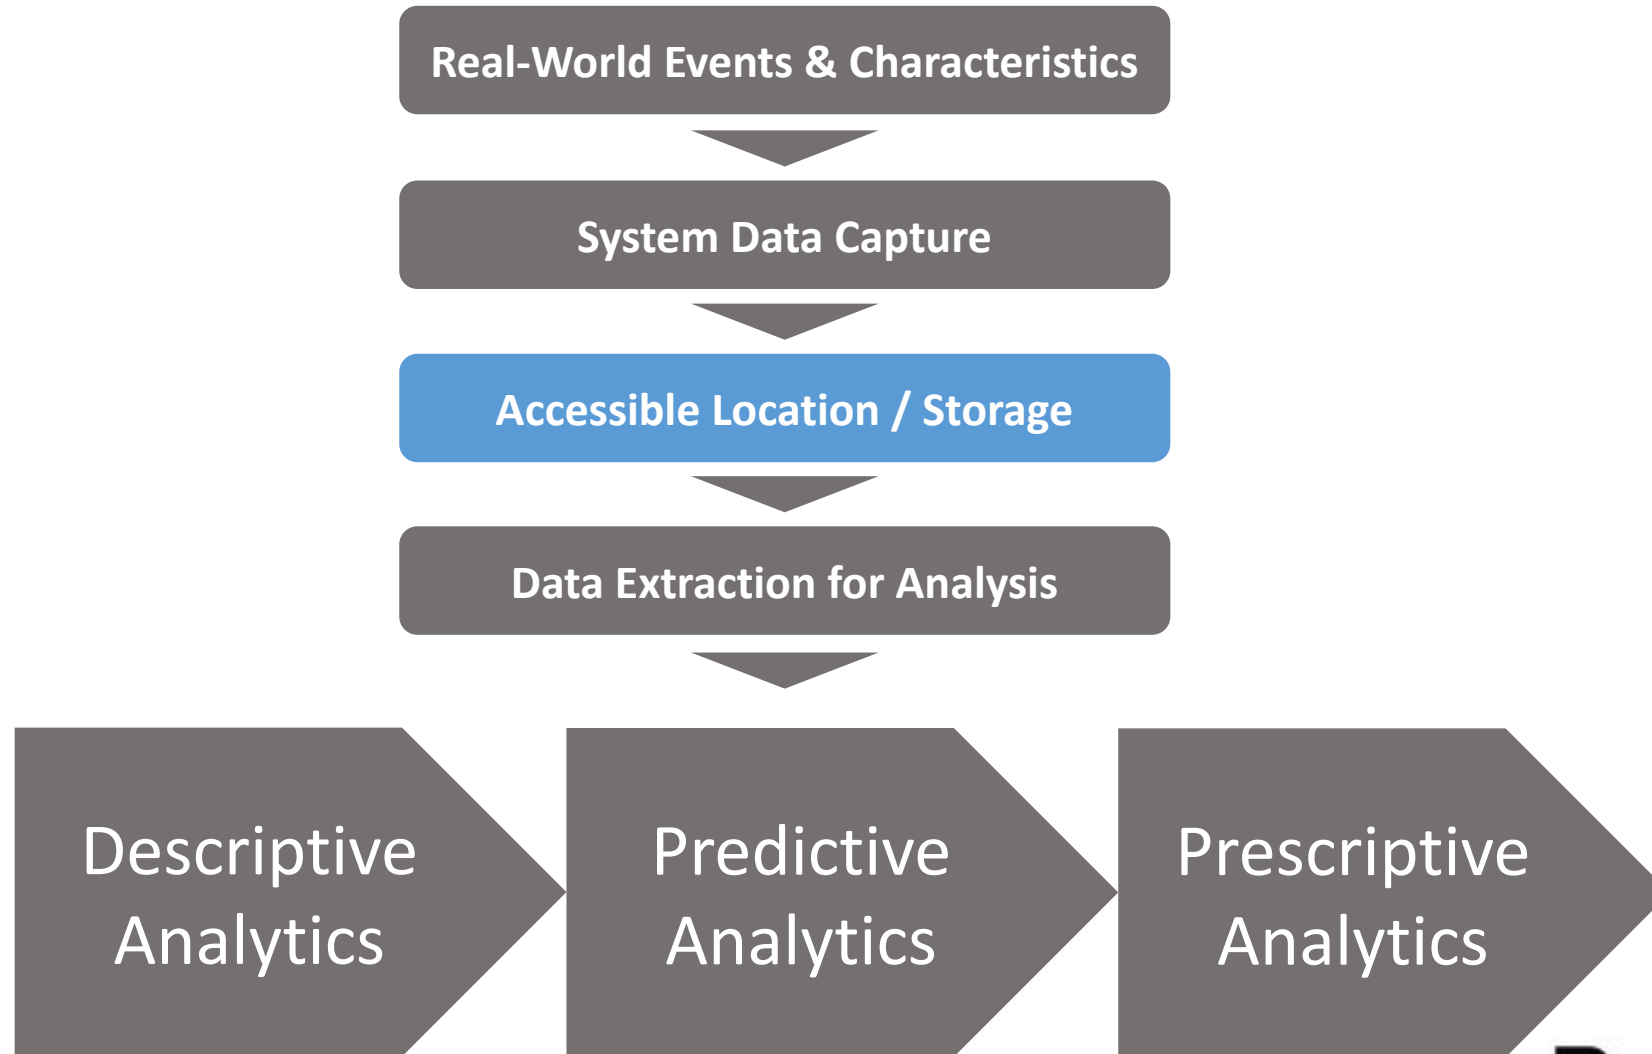 Real-World Events & Characteristics
System Data Capture
Accessible Location / Storage
Data Extraction for Analysis
Descriptive
Analytics
Predictive
Analytics
Prescriptive
Analytics